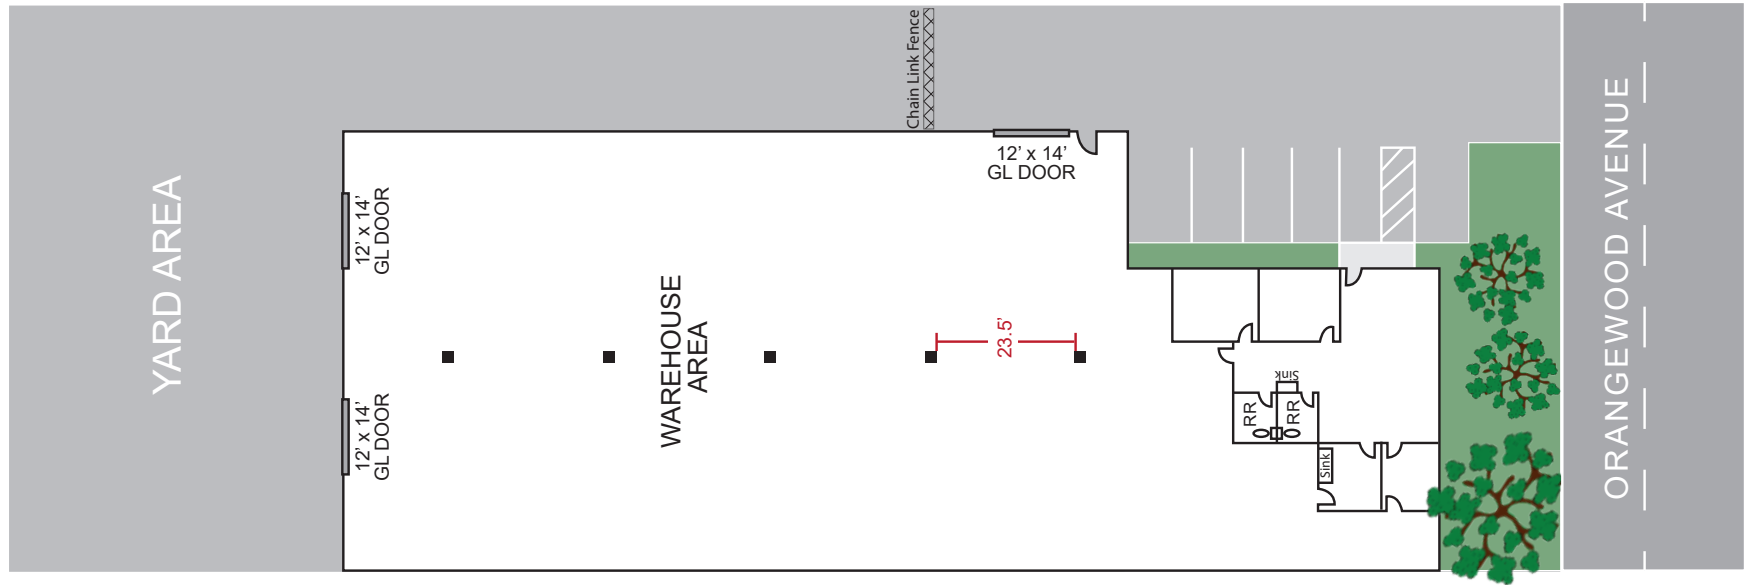 YARD AREA
Chain Link Fence
12’ x 14’
GL DOOR
12’ x 14’
GL DOOR
12’ x 14’
GL DOOR
WAREHOUSE
AREA
23.5’
Sink
RR
RR
Sink
ORANGEWOOD AVENUE